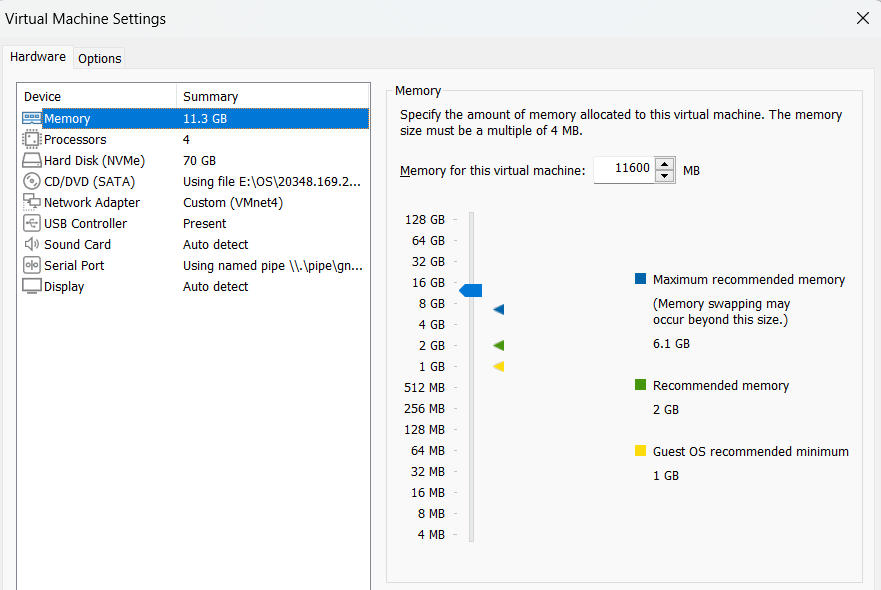 Virtual Machine Settings
Hardware Options
Device Summary
Memory 11.3 GB
Processors 4
Hard Disk (NVMe) 70 GB
CD/DVD (SATA) Using file E:\OS\20348.169.2...
Network Adapter Custom (VMnet4)
USB Controller Present
Sound Card Auto detect
Serial Port Using named pipe \\.\pipe\gn...
Display Auto detect
Memory
Specify the amount of memory allocated to this virtual machine. The memory
size must be a multiple of 4 MB.
Memory for this virtual machine: 11600 MB
128 GB
64 GB
32 GB
16 GB
8 GB
4 GB
2 GB
1 GB
512 MB
256 MB
128 MB
64 MB
32 MB
16 MB
8 MB
4 MB
Maximum recommended memory
(Memory swapping may
occur beyond this size.)
6.1 GB
Recommended memory
2 GB
Guest OS recommended minimum
1 GB